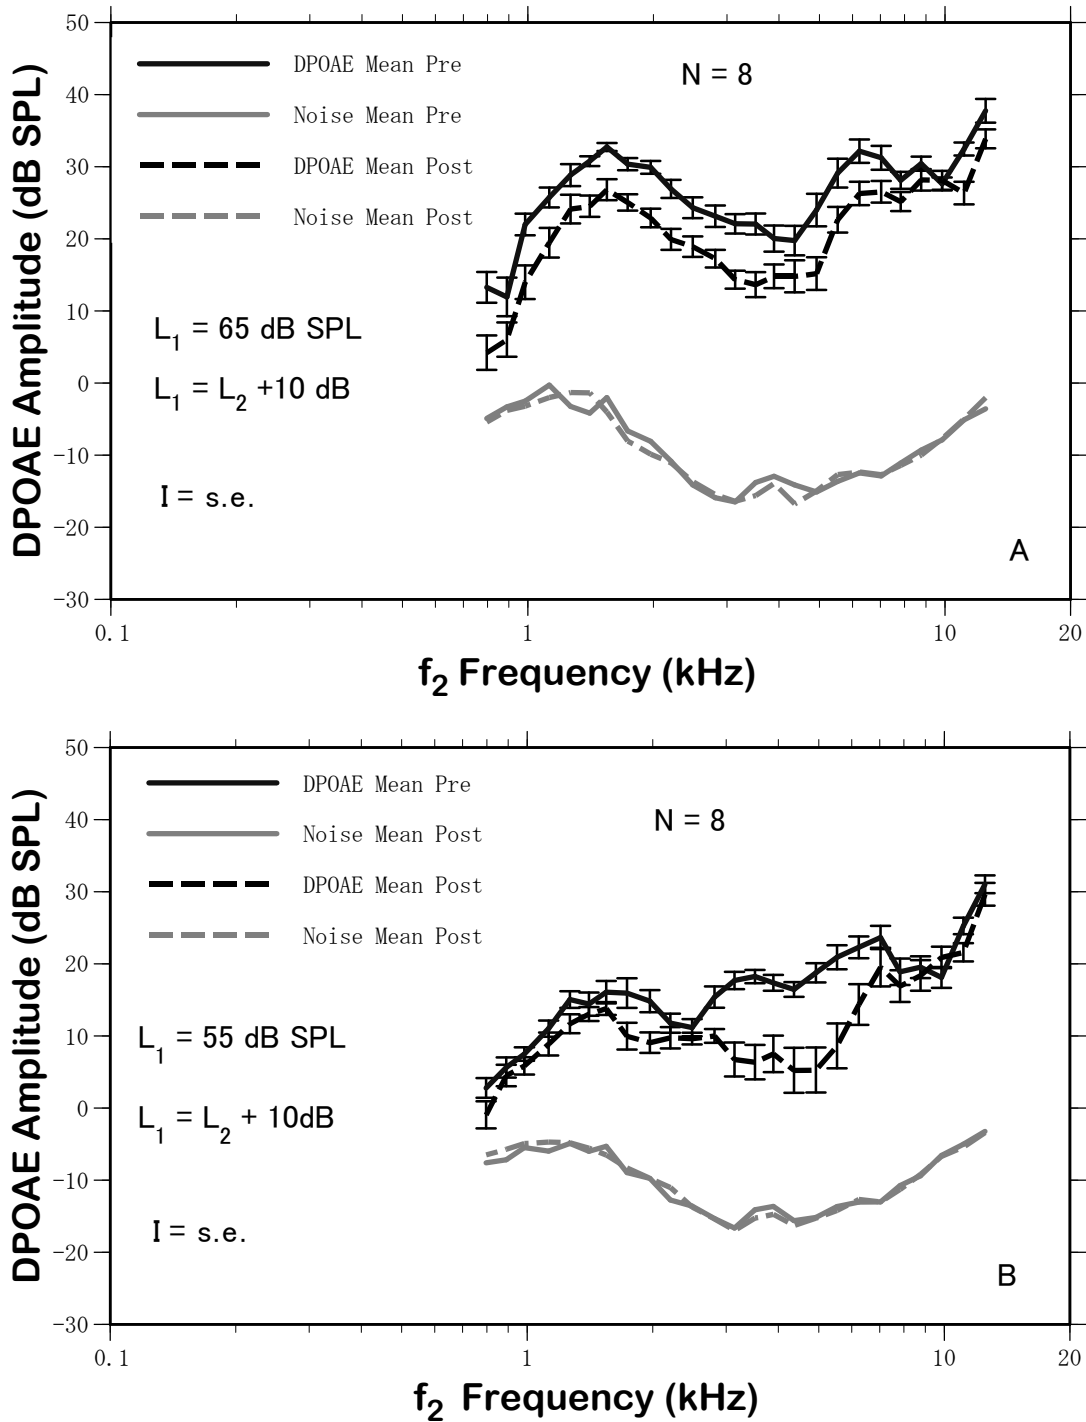 50
40
30
20
10
0
-10
-20
-30
DPOAE Amplitude (dB SPL)
DPOAE Mean Pre
Noise Mean Pre
DPOAE Mean Post
Noise Mean Post
N = 8
L1 = 65 dB SPL
L1 = L2 +10 dB
I = s.e.
A
0.1 1 10 20
f2 Frequency (kHz)
50
40
30
20
10
0
-10
-20
-30
DPOAE Amplitude (dB SPL)
DPOAE Mean Pre
Noise Mean Post
DPOAE Mean Post
Noise Mean Post
N = 8
L1 = 55 dB SPL
L1 = L2 + 10dB
I = s.e.
B
0.1 1 10 20
f2 Frequency (kHz)